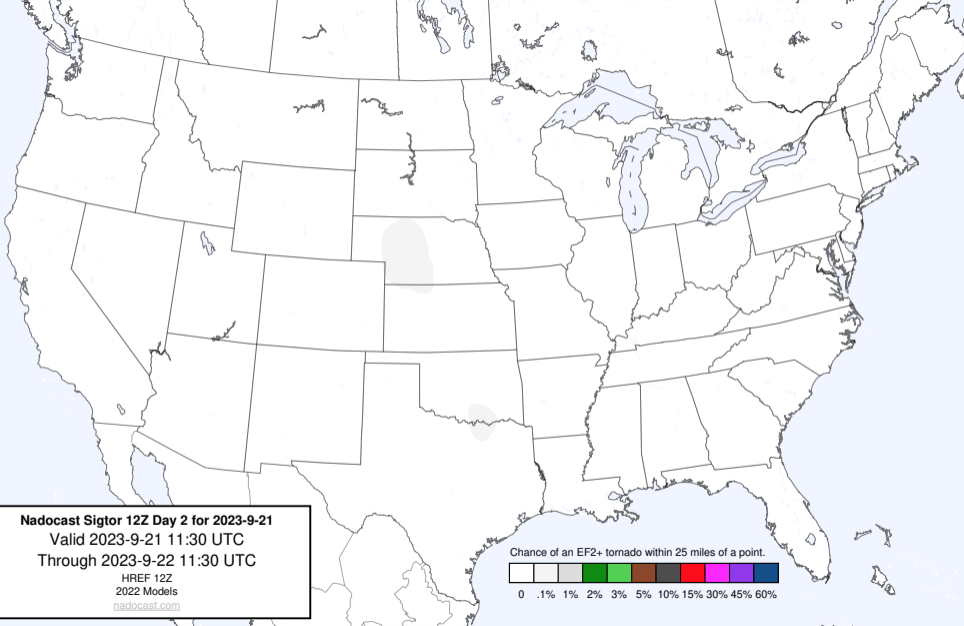 Nadocast Sigtor 12Z Day 2 for 2023-9-21
Valid 2023-9-21 11:30 UTC
Through 2023-9-22 11:30 UTC
HREF 12Z
2022 Models
nadocast.com
Chance of an EF2+ tornado within 25 miles of a point.
0 .1% 1% 2% 3% 5% 10% 15% 30% 45% 60%